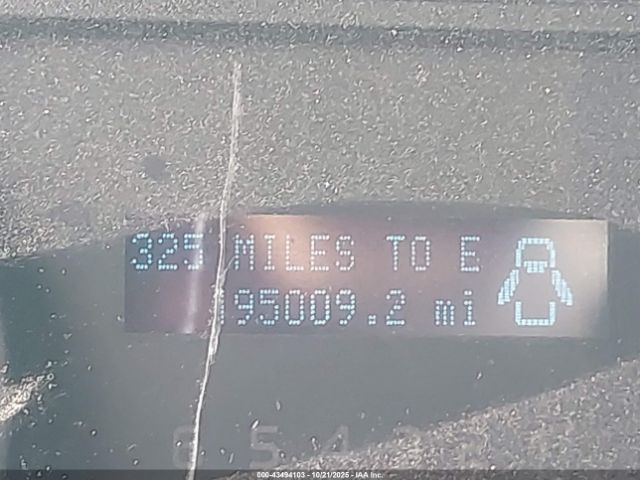 325 MILES TO E
95009.2 mi
000-43494103 - 10/21/2025 - IAA Inc.